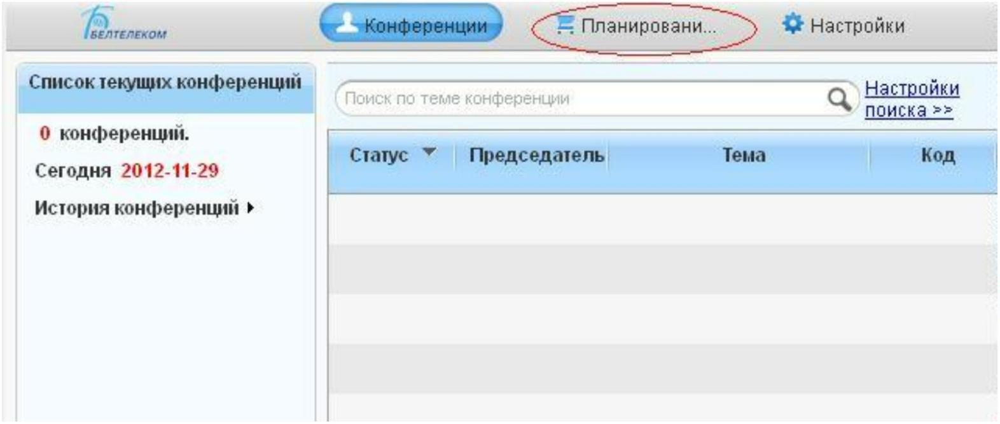 БЕЛТЕЛЕКОМ
Конференции
Планировани...
Настройки
Список текущих конференций
0 конференций.
Сегодня 2012-11-29
История конференций
Поиск по теме конференции
Настройки
поиска >>
Статус
Председатель
Тема
Код